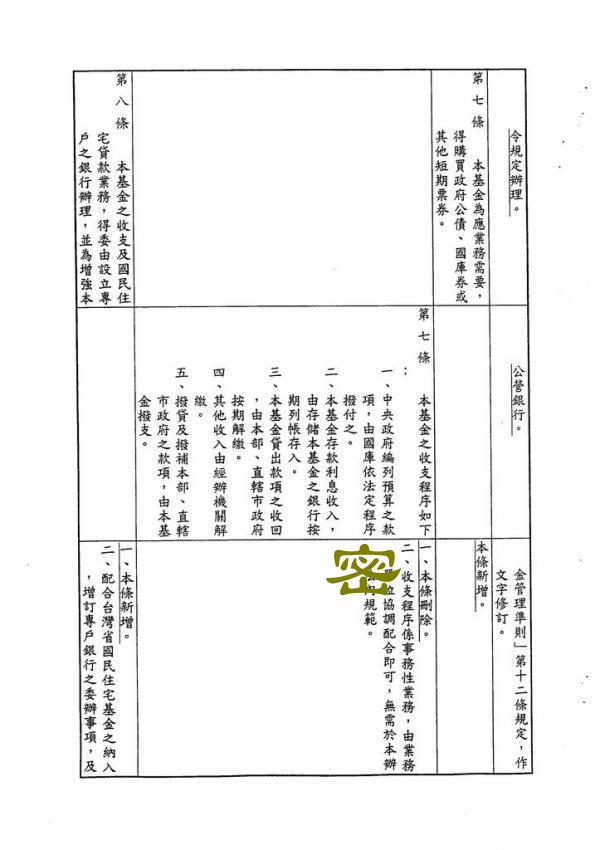 令規定辦理。
公營銀行。
金管理準則」第十二條規定，作
文字修訂。
第七條　本基金為應業務需要，
得購買政府公債、國庫券或
其他短期票券。
本條新增。
第七條　本基金之收支程序如下
：
一、中央政府編列預算之款
項，由國庫依法定程序
撥付之。
二、本基金存款利息收入，
由存儲本基金之銀行按
期列帳存入。
三、本基金貸出款項之收回
，由本部、直轄市政府
按期解繳。
四、其他收入由經辦機關解
繳。
五、撥貸及撥補本部、直轄
市政府之款項，由本基
金撥支。
一、本條刪除。
二、收支程序係事務性業務，由業務
單位協調配合即可，無需於本辦
法內規範。
密
第八條　本基金之收支及國民住
宅貸款業務，得委由設立專
戶之銀行辦理，並為增強本
一、本條新增。
二、配合台灣省國民住宅基金之納入
，增訂專戶銀行之委辦事項，及